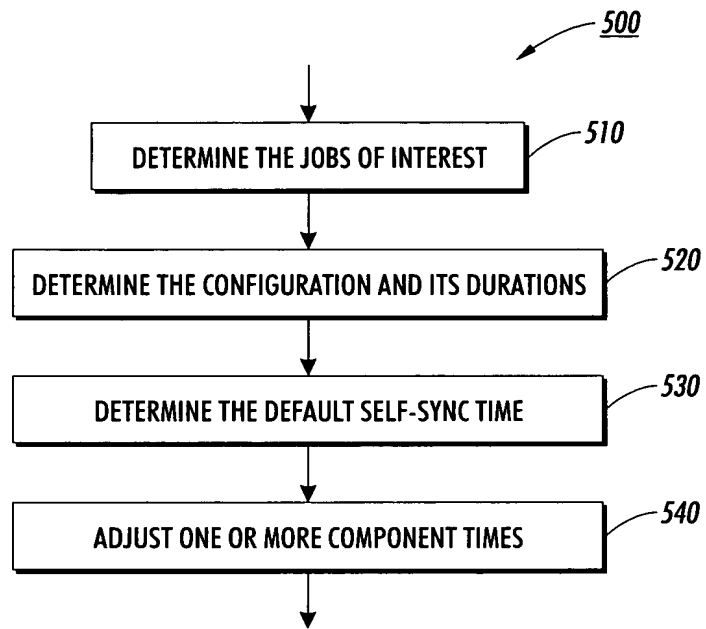 500
DETERMINE THE JOBS OF INTEREST
510
DETERMINE THE CONFIGURATION AND ITS DURATIONS
520
DETERMINE THE DEFAULT SELF-SYNC TIME
530
ADJUST ONE OR MORE COMPONENT TIMES
540